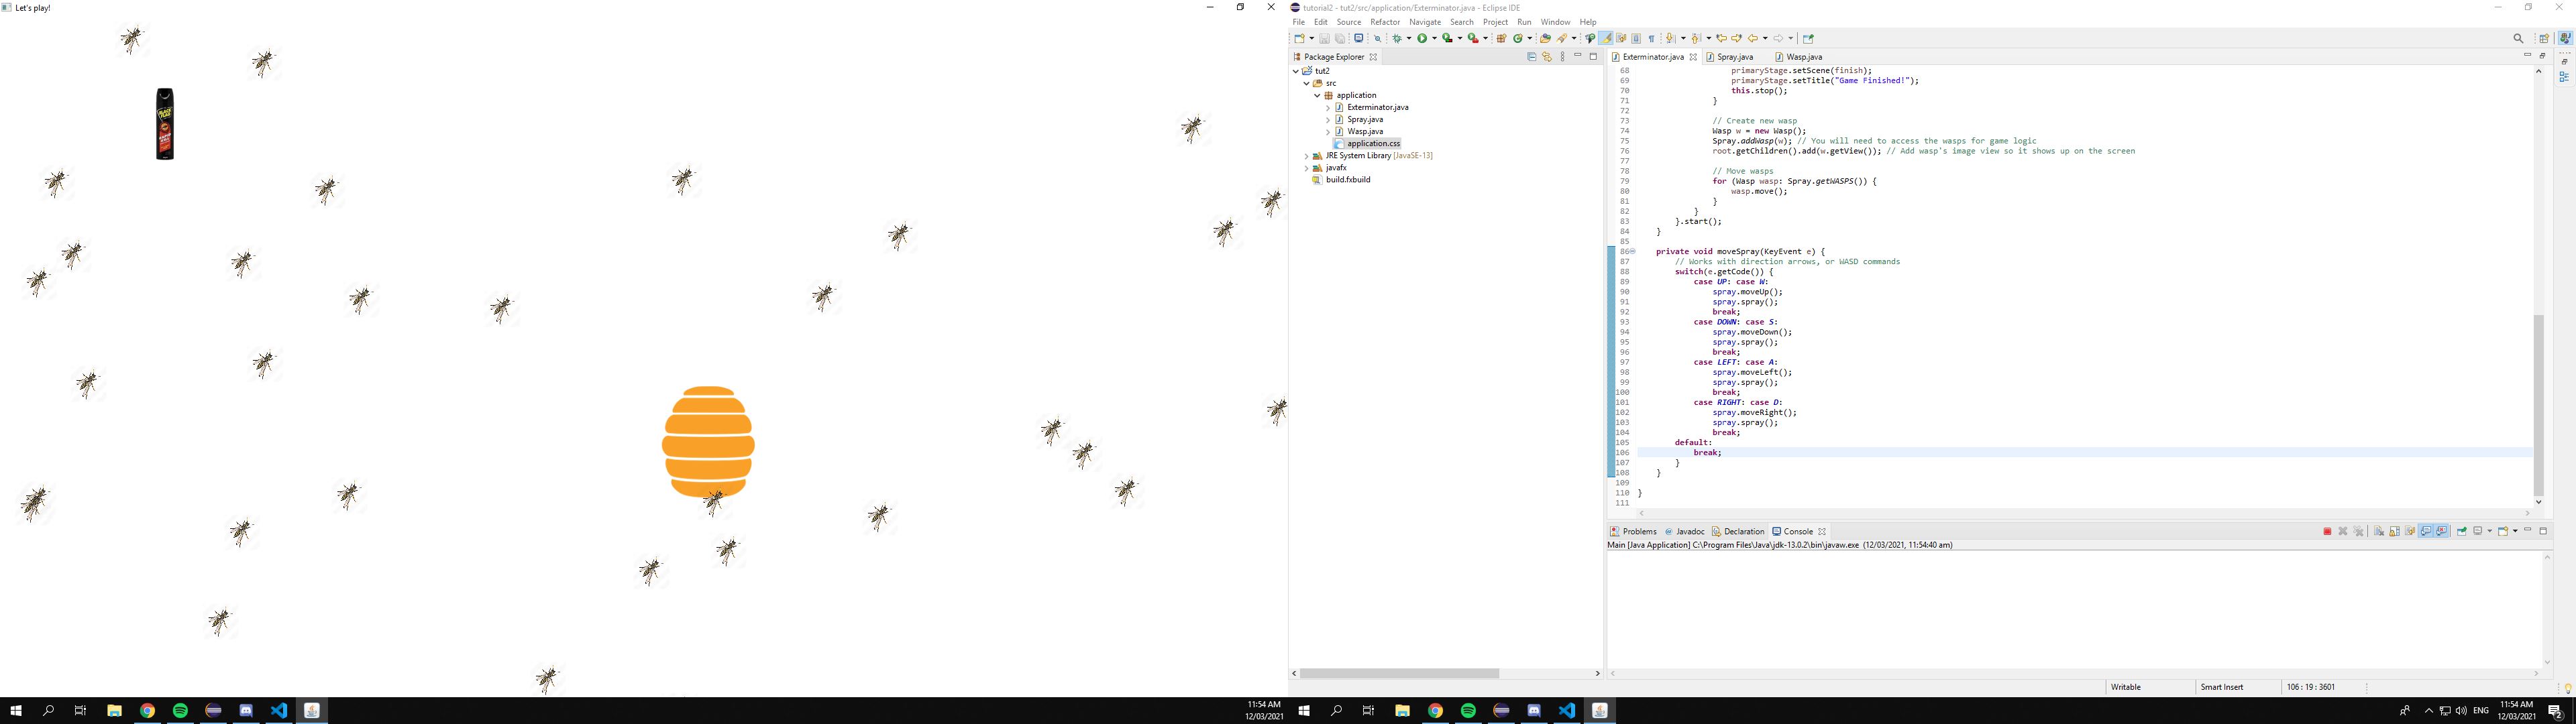 Let's play!
11:54 AM
12/03/2021
tutorial2 - tut2/src/application/Exterminator.java - Eclipse IDE
File Edit Source Refactor Navigate Search Project Run Window Help
Package Explorer
tut2
src
application
Exterminator.java
Spray.java
Wasp.java
application.css
JRE System Library [JavaSE-13]
javafx
build.fxbuild
Exterminator.java Spray.java Wasp.java
68 primaryStage.setScene(finish);
69 primaryStage.setTitle("Game Finished!");
70 this.stop();
71 }
72
73 // Create new wasp
74 Wasp w = new Wasp();
75 Spray.addWasp(w); // You will need to access the wasps for game logic
76 root.getChildren().add(w.getView()); // Add wasp's image view so it shows up on the screen
77
78 // Move wasps
79 for (Wasp wasp: Spray.getWASPS()) {
80 wasp.move();
81 }
82 }
83 }.start();
84 }
85
86 private void moveSpray(KeyEvent e) {
87 // Works with direction arrows, or WASD commands
88 switch(e.getCode()) {
89 case UP: case W:
90 spray.moveUp();
91 spray.spray();
92 break;
93 case DOWN: case S:
94 spray.moveDown();
95 spray.spray();
96 break;
97 case LEFT: case A:
98 spray.moveLeft();
99 spray.spray();
100 break;
101 case RIGHT: case D:
102 spray.moveRight();
103 spray.spray();
104 break;
105 default:
106 break;
107 }
108 }
109
110 }
111
Problems Javadoc Declaration Console
Main [Java Application] C:\Program Files\Java\jdk-13.0.2\bin\javaw.exe (12/03/2021, 11:54:40 am)
Writable Smart Insert 106 : 19 : 3601
ENG 11:54 AM
12/03/2021
2